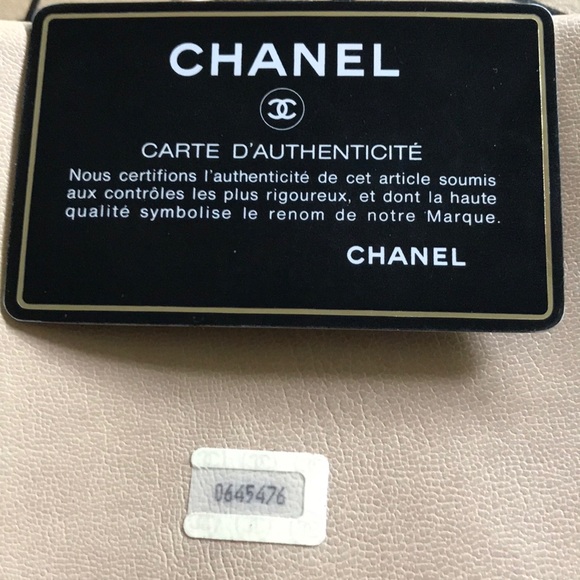 CHANEL
CARTE D'AUTHENTICITÉ
Nous certifions l'authenticité de cet article soumis
aux contrôles les plus rigoureux, et dont la haute
qualité symbolise le renom de notre Marque.
CHANEL
0645476